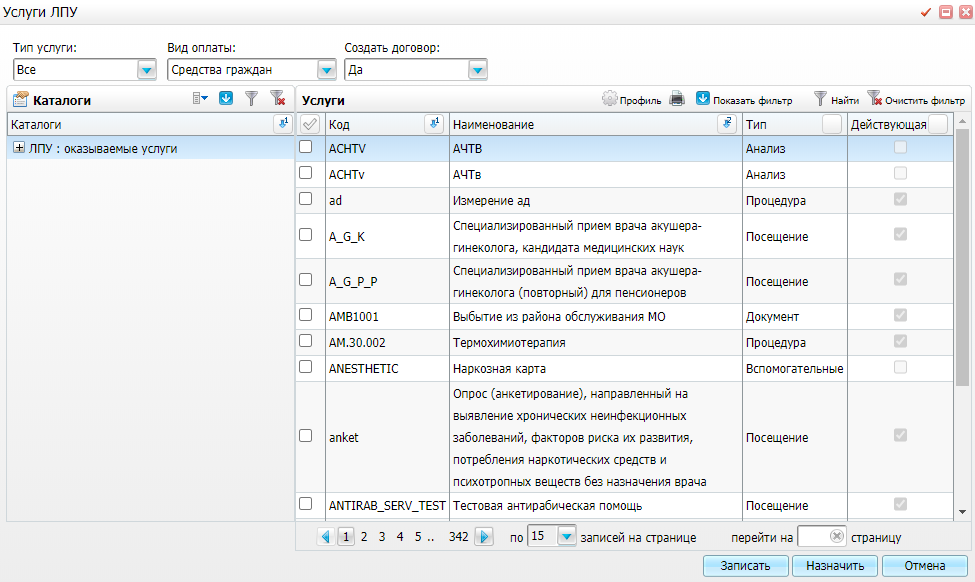 Услуги ЛПУ
Тип услуги: Вид оплаты: Создать договор:
Все Средства граждан Да
Каталоги
Каталоги
ЛПУ : оказываемые услуги
Услуги Профиль Показать фильтр Найти Очистить фильтр
Код Наименование Тип Действующая
ACHTV АЧТВ Анализ
ACHTv АЧТв Анализ
ad Измерение ад Процедура
Специализированный прием врача акушера-
A_G_K Посещение
гинеколога, кандидата медицинских наук
Специализированный прием врача акушера-
A_G_P_P Посещение
гинеколога (повторный) для пенсионеров
AMB1001 Выбытие из района обслуживания МО Документ
AM.30.002 Термохимиотерапия Процедура
ANESTHETIC Наркозная карта Вспомогательные
Опрос (анкетирование), направленный на
выявление хронических неинфекционных
anket заболеваний, факторов риска их развития, Посещение
потребления наркотических средств и
психотропных веществ без назначения врача
ANTIRAB_SERV_TEST Тестовая антирабическая помощь Посещение
1 2 3 4 5 .. 342 по 15 записей на странице перейти на страницу
Записать Назначить Отмена